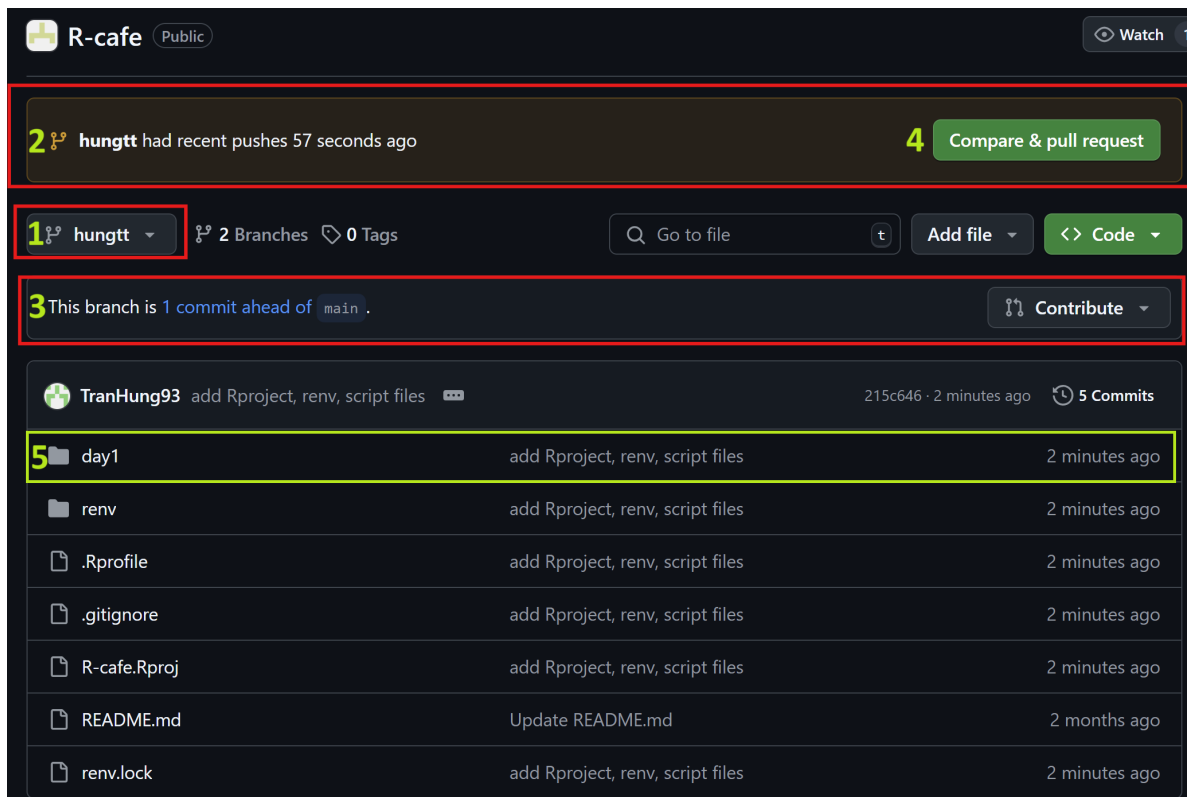 R-cafe Public Watch 1
2 hungtt had recent pushes 57 seconds ago 4 Compare & pull request
1 hungtt 2 Branches 0 Tags Go to file t Add file <> Code
3 This branch is 1 commit ahead of main . Contribute
TranHung93 add Rproject, renv, script files 215c646 · 2 minutes ago 5 Commits
5 day1 add Rproject, renv, script files 2 minutes ago
renv add Rproject, renv, script files 2 minutes ago
.Rprofile add Rproject, renv, script files 2 minutes ago
.gitignore add Rproject, renv, script files 2 minutes ago
R-cafe.Rproj add Rproject, renv, script files 2 minutes ago
README.md Update README.md 2 months ago
renv.lock add Rproject, renv, script files 2 minutes ago